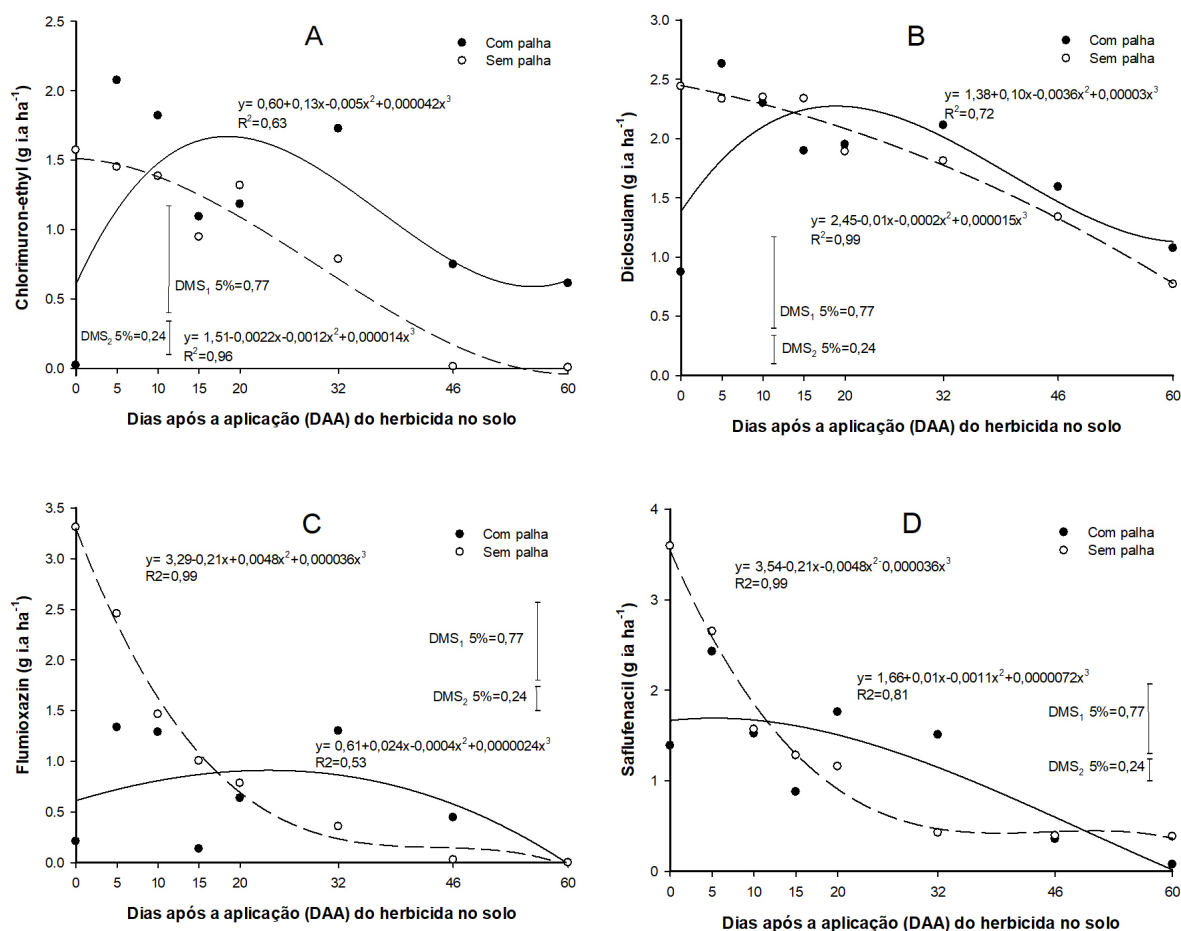 A
Com palha
Sem palha
y= 0,60+0,13x-0,005x²+0,000042x³
R²=0,63
DMS₁ 5%=0,77
DMS₂ 5%=0,24
y= 1,51-0,0022x-0,0012x²+0,000014x³
R²=0,96
Chlorimuron-ethyl (g i.a ha⁻¹)
2.5
2.0
1.5
1.0
0.5
0.0
0 5 10 15 20 32 46 60
Dias após a aplicação (DAA) do herbicida no solo
B
Com palha
Sem palha
y= 1,38+0,10x-0,0036x²+0,00003x³
R²=0,72
y= 2,45-0,01x-0,0002x²+0,000015x³
R²=0,99
DMS₁ 5%=0,77
DMS₂ 5%=0,24
Diclosulam (g i.a ha⁻¹)
3.0
2.5
2.0
1.5
1.0
0.5
0.0
0 5 10 15 20 32 46 60
Dias após a aplicação (DAA) do herbicida no solo
C
Com palha
Sem palha
y= 3,29-0,21x+0,0048x²+0,000036x³
R2=0,99
DMS₁ 5%=0,77
DMS₂ 5%=0,24
y= 0,61+0,024x-0,0004x²+0,0000024x³
R2=0,53
Flumioxazin (g i.a ha⁻¹)
3.5
3.0
2.5
2.0
1.5
1.0
0.5
0.0
0 5 10 15 20 32 46 60
Dias após a aplicação (DAA) do herbicida no solo
D
Com palha
Sem palha
y= 3,54-0,21x-0,0048x²-0,000036x³
R2=0,99
y= 1,66+0,01x-0,0011x²+0,0000072x³
R2=0,81
DMS₁ 5%=0,77
DMS₂ 5%=0,24
Saflufenacil (g ia ha⁻¹)
4
3
2
1
0
0 5 10 15 20 32 46 60
Dias após a aplicação (DAA) do herbicida no solo